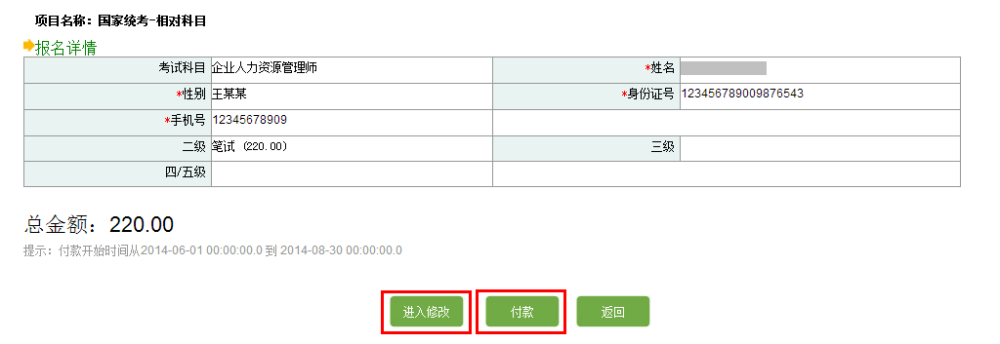 项目名称：国家统考-相对科目
报名详情
考试科目 企业人力资源管理师 *姓名
*性别 王某某 *身份证号 123456789009876543
*手机号 12345678909
二级 笔试（220.00） 三级
四/五级
总金额：220.00
提示：付款开始时间从2014-06-01 00:00:00.0 到 2014-08-30 00:00:00.0
进入修改 付款 返回